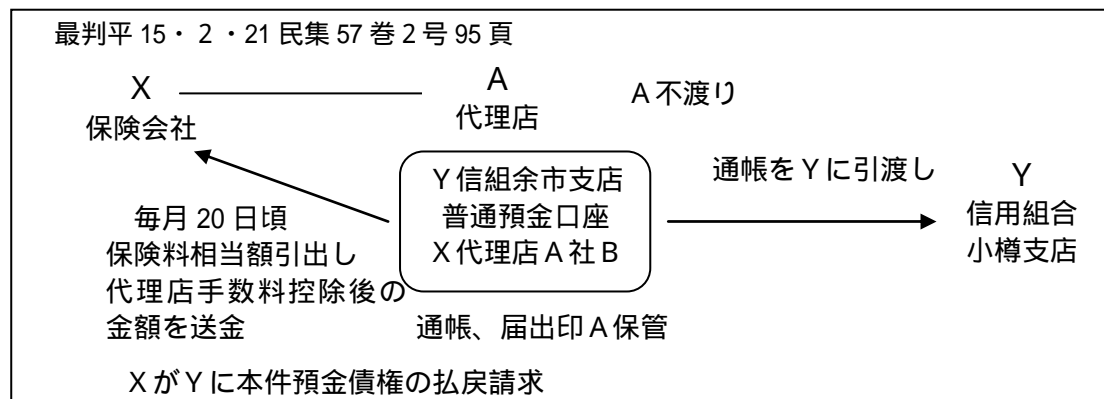 最判平 15・ 2 ・21 民集 57 巻 2 号 95 頁
X
保険会社
A
代理店
A 不渡り
Y 信組余市支店
普通預金口座
X 代理店 A 社 B
通帳を Y に引渡し
Y
信用組合
小樽支店
毎月 20 日頃
保険料相当額引出し
代理店手数料控除後の
金額を送金
通帳、届出印 A 保管
X が Y に本件預金債権の払戻請求